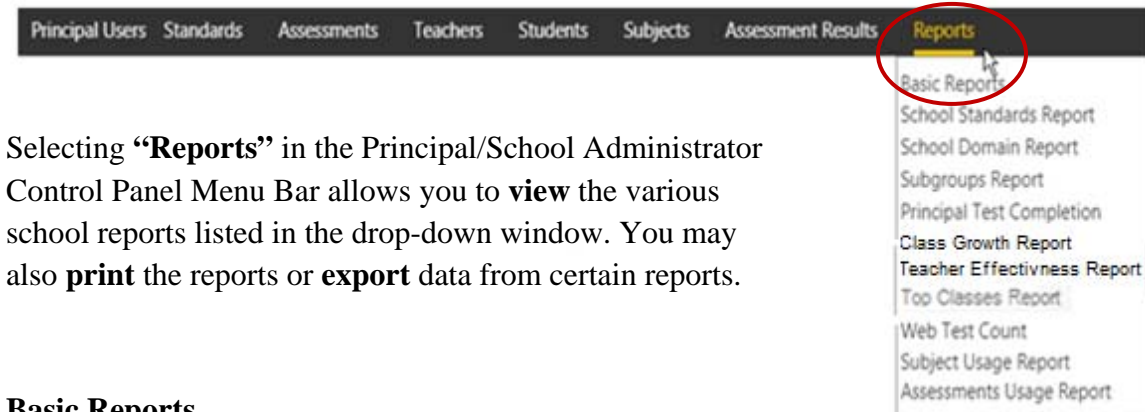 Principal Users Standards Assessments Teachers Students Subjects Assessment Results Reports
Basic Reports
School Standards Report
School Domain Report
Subgroups Report
Principal Test Completion
Class Growth Report
Teacher Effectivness Report
Top Classes Report
Web Test Count
Subject Usage Report
Assessments Usage Report
Selecting “Reports” in the Principal/School Administrator
Control Panel Menu Bar allows you to view the various
school reports listed in the drop-down window. You may
also print the reports or export data from certain reports.
Basic Reports